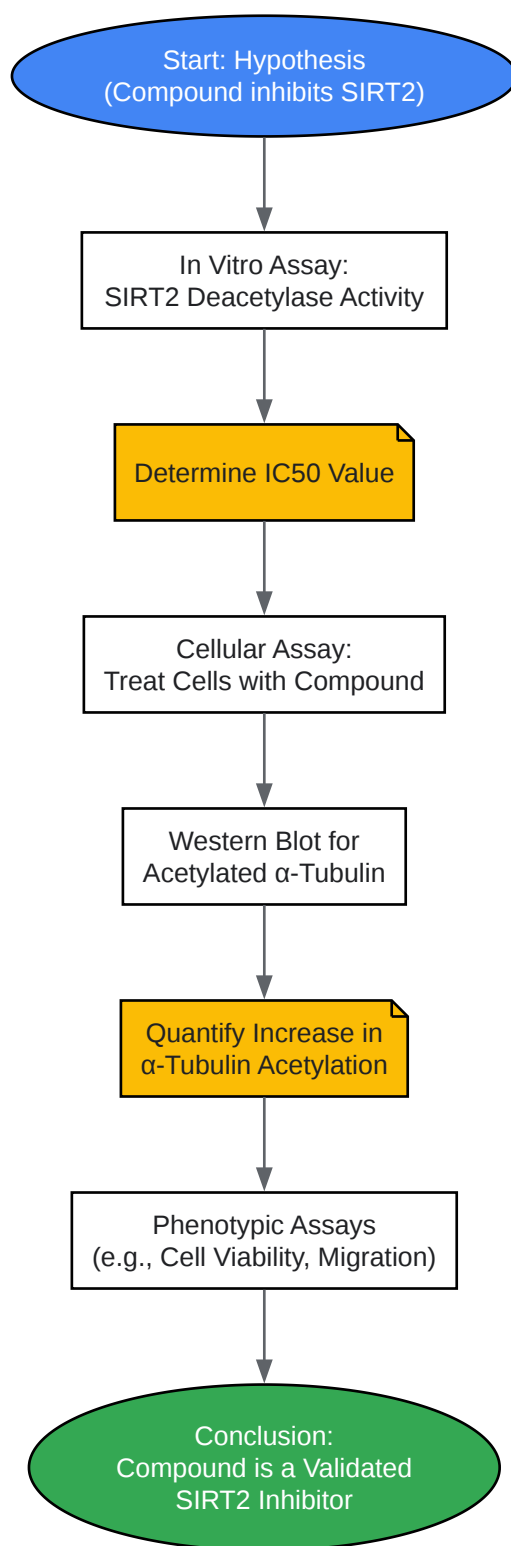 Start: Hypothesis
(Compound inhibits SIRT2)
In Vitro Assay:
SIRT2 Deacetylase Activity
Determine IC50 Value
Cellular Assay:
Treat Cells with Compound
Western Blot for
Acetylated α-Tubulin
Quantify Increase in
α-Tubulin Acetylation
Phenotypic Assays
(e.g., Cell Viability, Migration)
Conclusion:
Compound is a Validated
SIRT2 Inhibitor